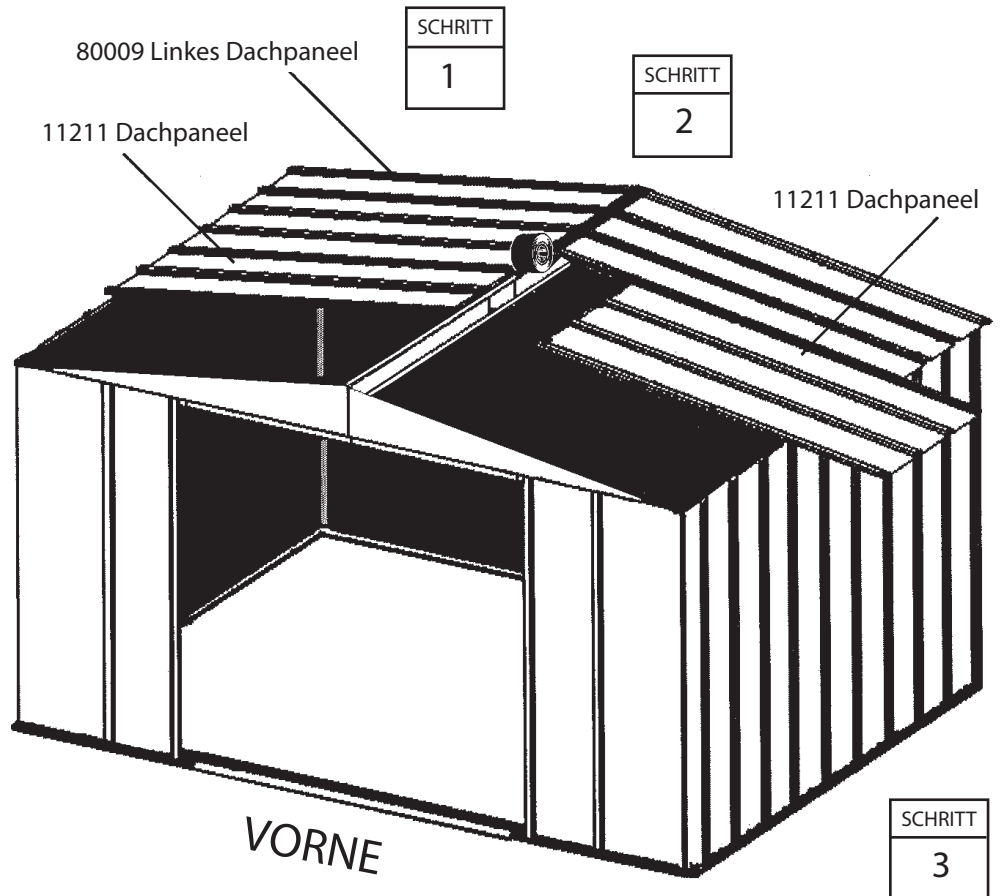 SCHRITT
1
80009 Linkes Dachpaneel
SCHRITT
2
11211 Dachpaneel
11211 Dachpaneel
VORNE
SCHRITT
3